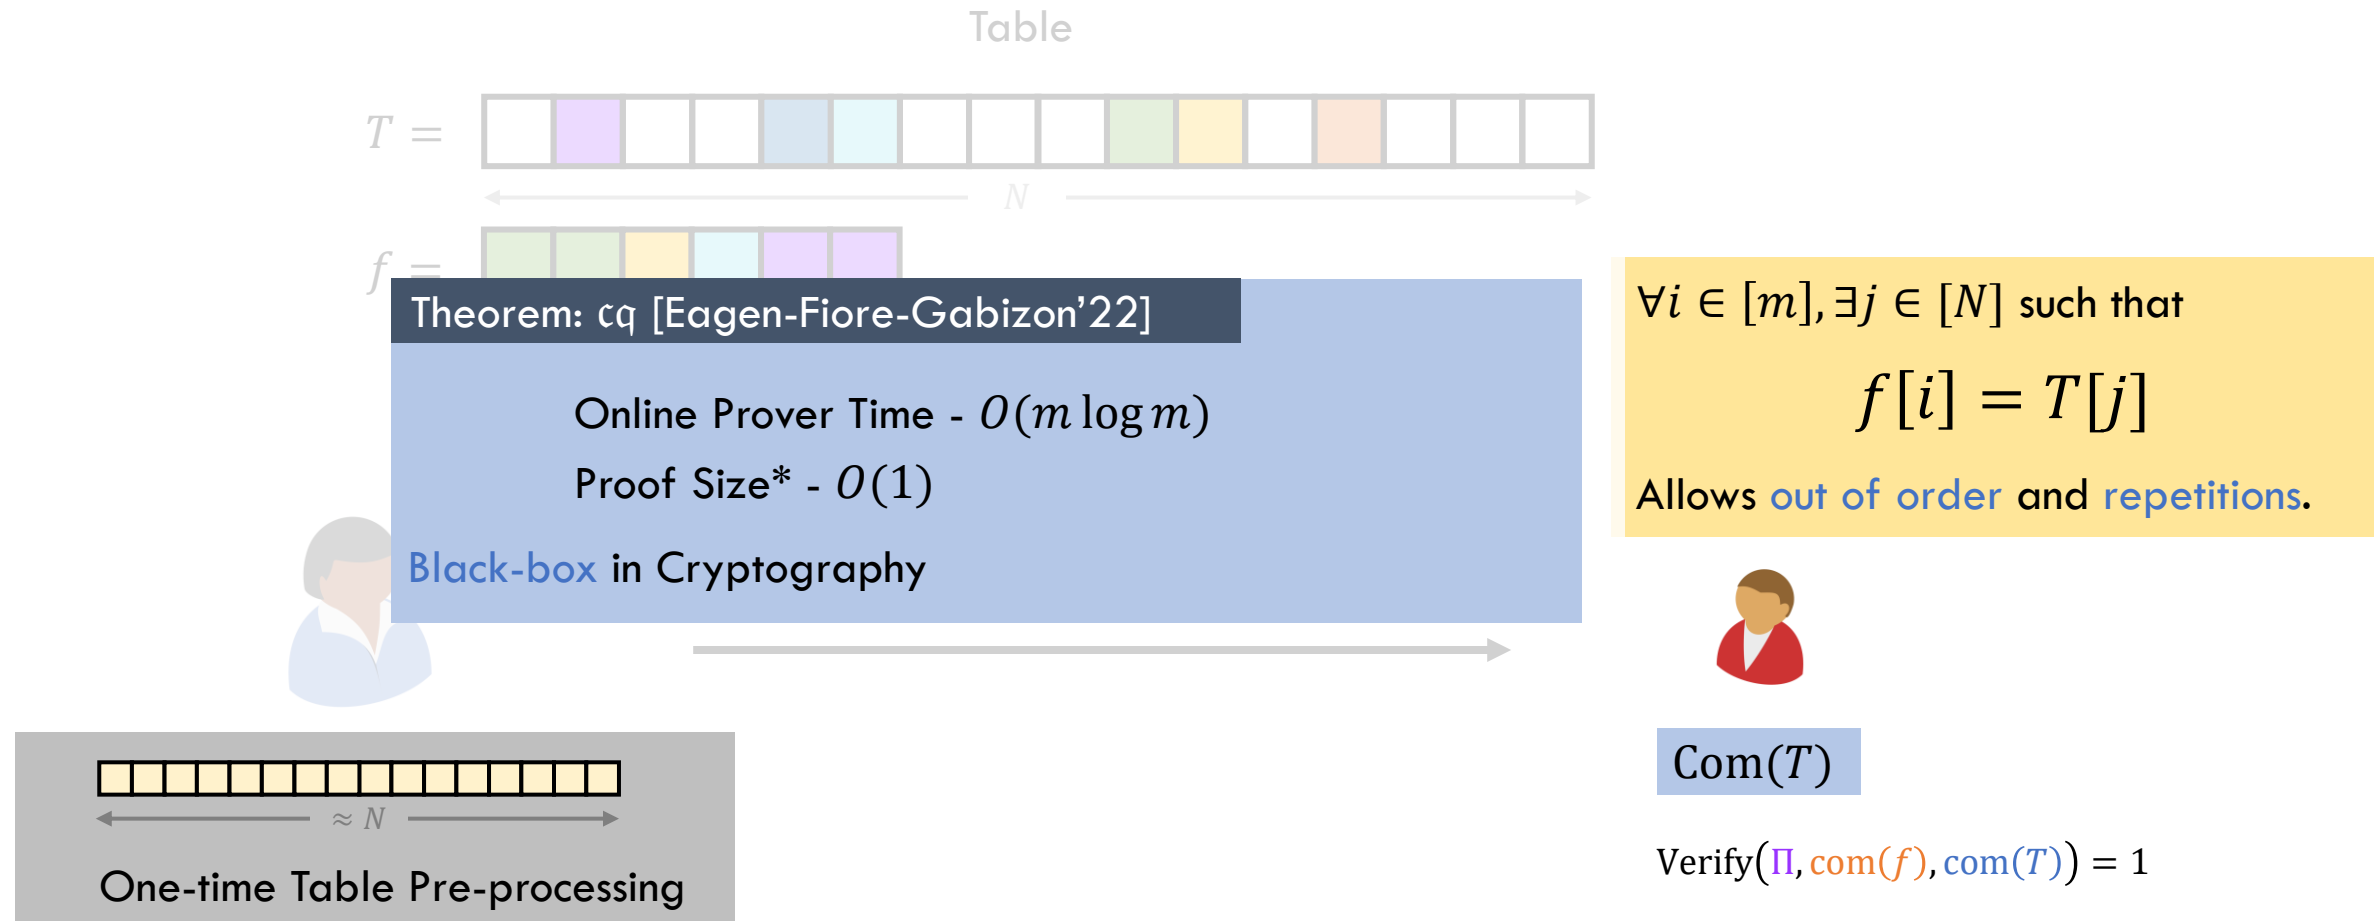 Table
T =
N
f =
Theorem: 𝔠𝔮 [Eagen-Fiore-Gabizon’22]
Online Prover Time - O(m log m)
Proof Size* - O(1)
Black-box in Cryptography
∀i ∈ [m], ∃j ∈ [N] such that
f[i] = T[j]
Allows out of order and repetitions.
≈ N
One-time Table Pre-processing
Com(T)
Verify(Π, com(f), com(T)) = 1